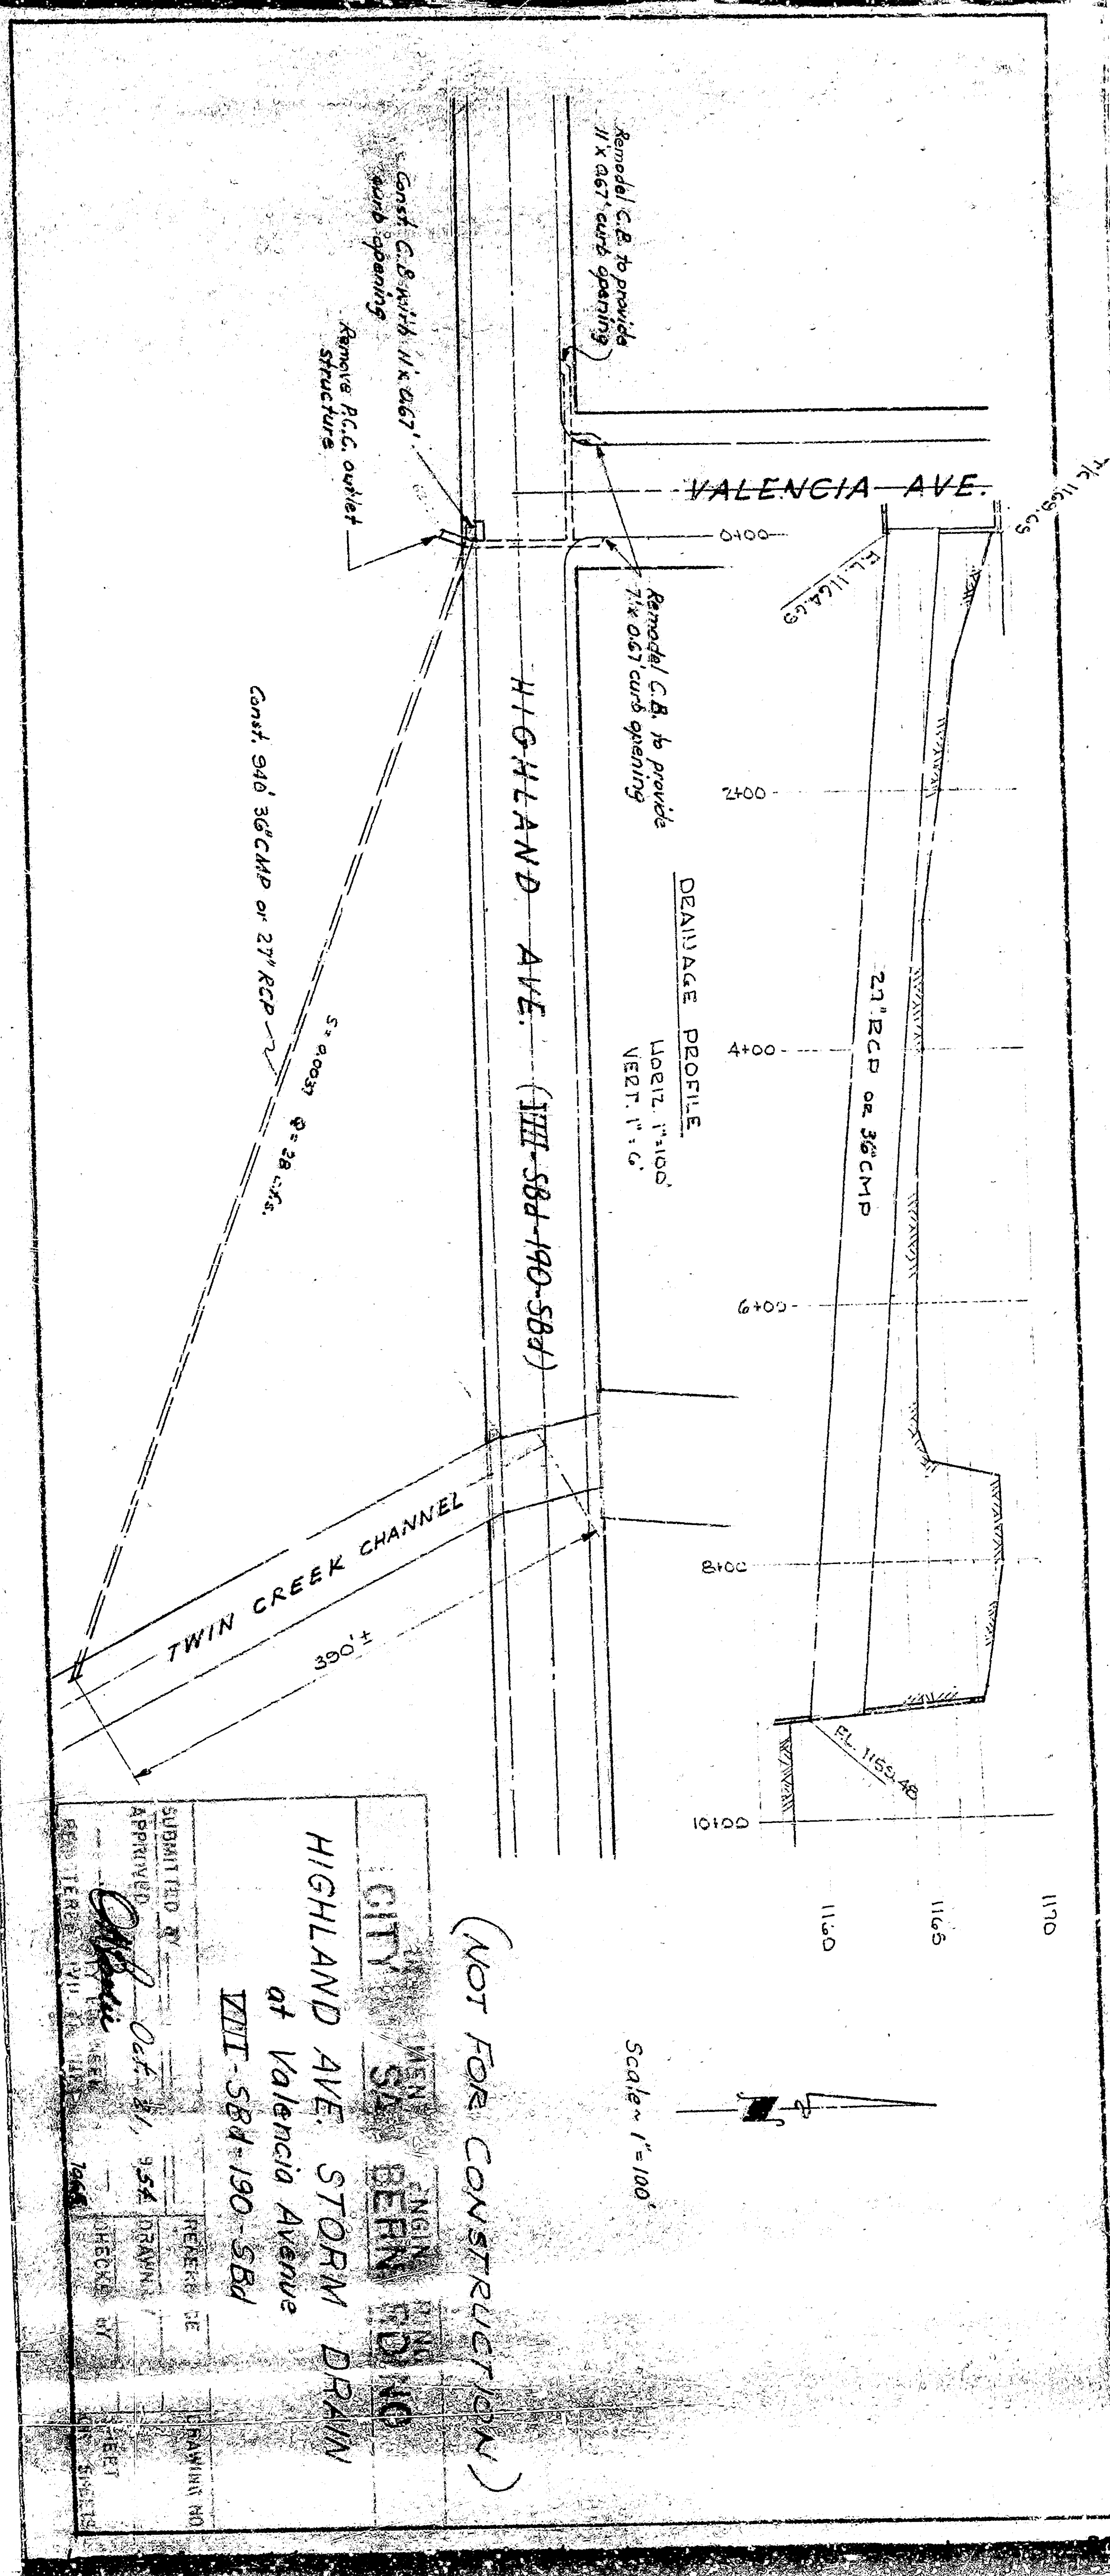 T/C 1169.69
F.L. 1164.69
0+00
2+00
4+00
6+00
8+00
10+00
1170
1165
1160
27" RCP OR 36" CMP
F.L. 1159.48
DRAINAGE PROFILE
HORIZ. 1"=100'
VERT. 1" = 6'
VALENCIA AVE.
Remodel C.B. to provide
11' x 0.67' curb opening
Remodel C.B. to provide
7' x 0.67' curb opening
HIGHLAND AVE. (VIII-SBd-190-SBd)
Const. C.B. with 11' x 0.67'
curb opening
Remove P.C.C. outlet
structure
Const. 940' 36" CMP or 27" RCP
S = 0.0037 Q = 28 c.f.s.
TWIN CREEK CHANNEL
390' ±
Scale ~ 1" = 100'
(NOT FOR CONSTRUCTION)
CITY
HIGHLAND AVE. STORM DRAIN
at Valencia Avenue
VIII-SBd-190-SBd
SUBMITTED BY
APPROVED Oct. 21,
DRAWN
DRAWING NO